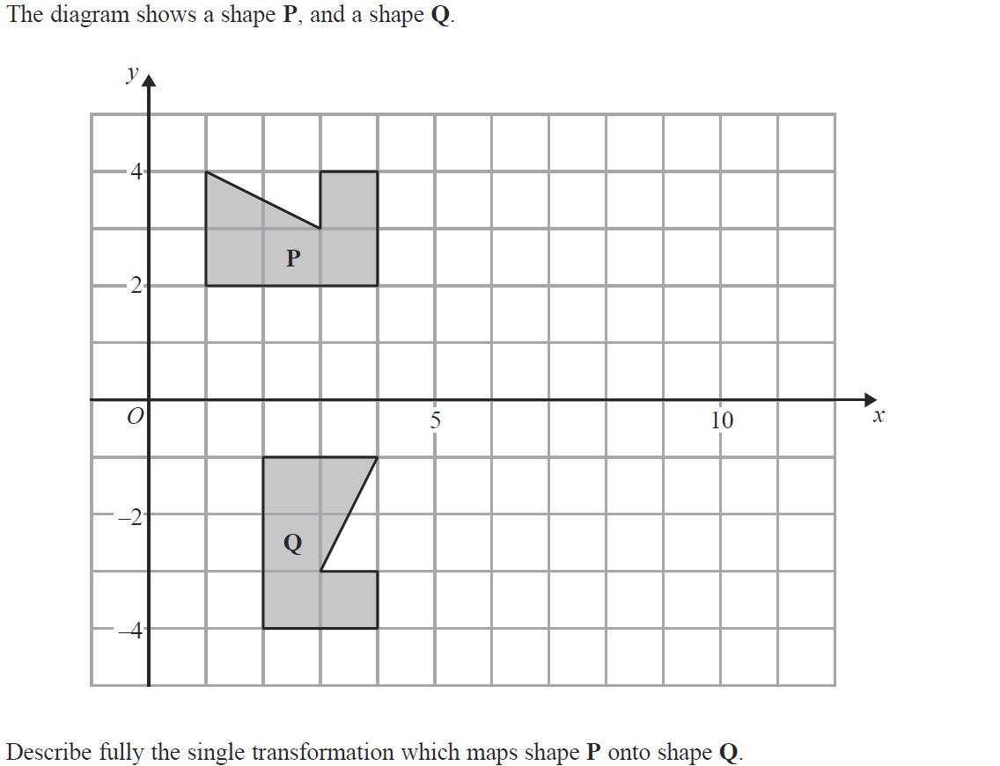 The diagram shows a shape P, and a shape Q.
y
4
P
2
O
5
10
x
–2
Q
–4
Describe fully the single transformation which maps shape P onto shape Q.